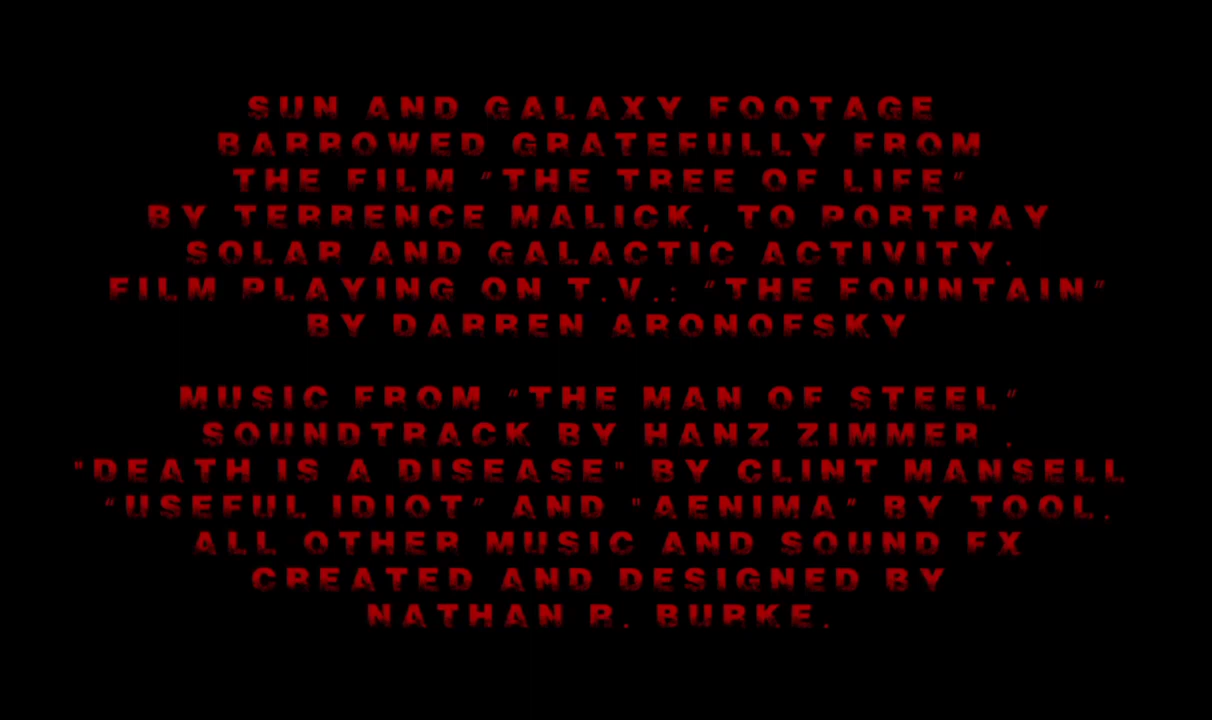 SUN AND GALAXY FOOTAGE
BARROWED GRATEFULLY FROM
THE FILM "THE TREE OF LIFE"
BY TERRENCE MALICK, TO PORTRAY
SOLAR AND GALACTIC ACTIVITY.
FILM PLAYING ON T.V.: "THE FOUNTAIN"
BY DARREN ARONOFSKY
MUSIC FROM "THE MAN OF STEEL"
SOUNDTRACK BY HANZ ZIMMER .
"DEATH IS A DISEASE" BY CLINT MANSELL
"USEFUL IDIOT" AND "AENIMA" BY TOOL.
ALL OTHER MUSIC AND SOUND FX
CREATED AND DESIGNED BY
NATHAN R. BURKE.